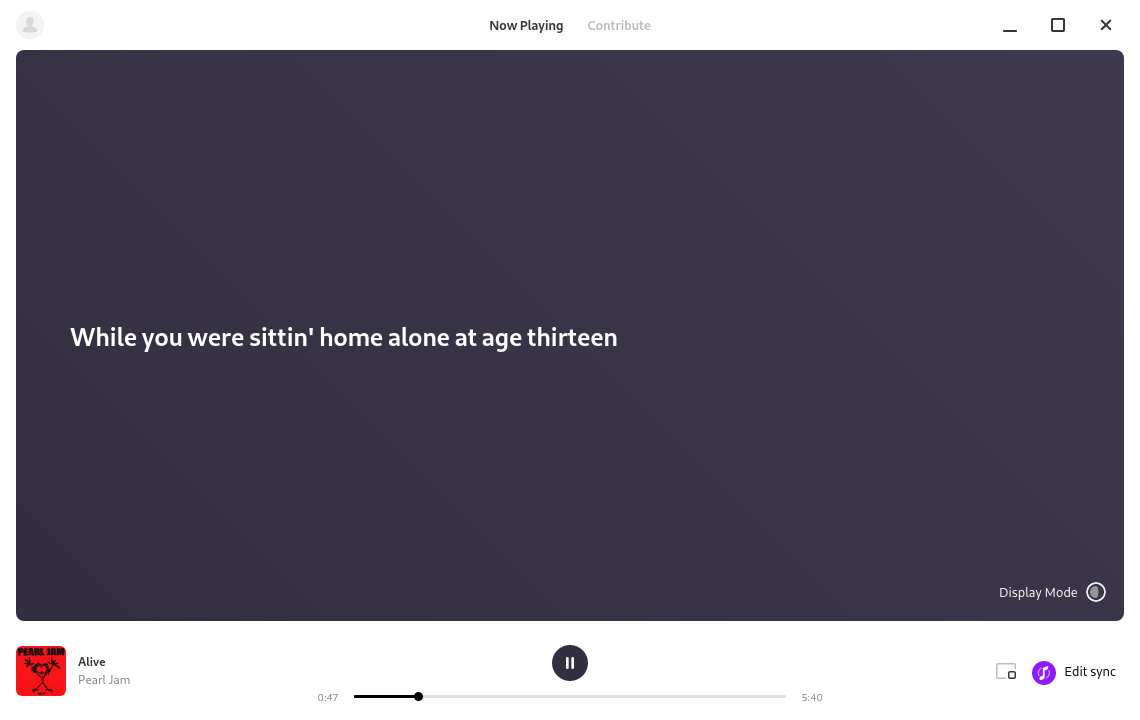 Now Playing Contribute
While you were sittin' home alone at age thirteen
Display Mode
PEARL JAM
Alive
Pearl Jam
Edit sync
0:47 5:40